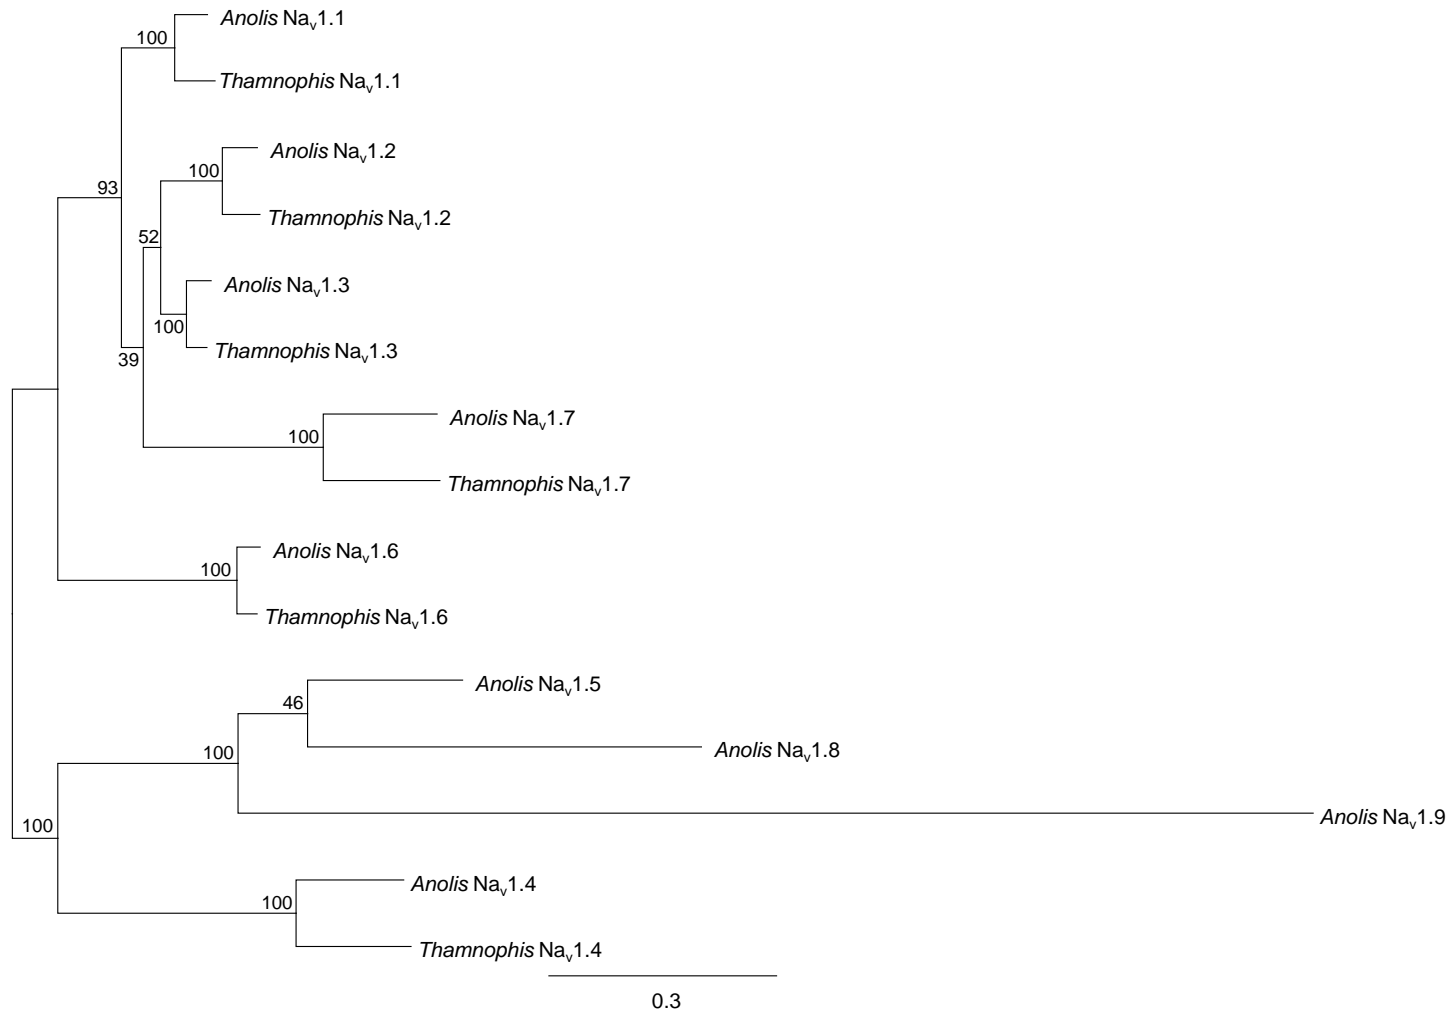 Anolis Nav1.1
100
Thamnophis Nav1.1
Anolis Nav1.2
100
93
Thamnophis Nav1.2
52
Anolis Nav1.3
100
Thamnophis Nav1.3
39
Anolis Nav1.7
100
Thamnophis Nav1.7
Anolis Nav1.6
100
Thamnophis Nav1.6
Anolis Nav1.5
46
Anolis Nav1.8
100
Anolis Nav1.9
100
Anolis Nav1.4
100
Thamnophis Nav1.4
0.3